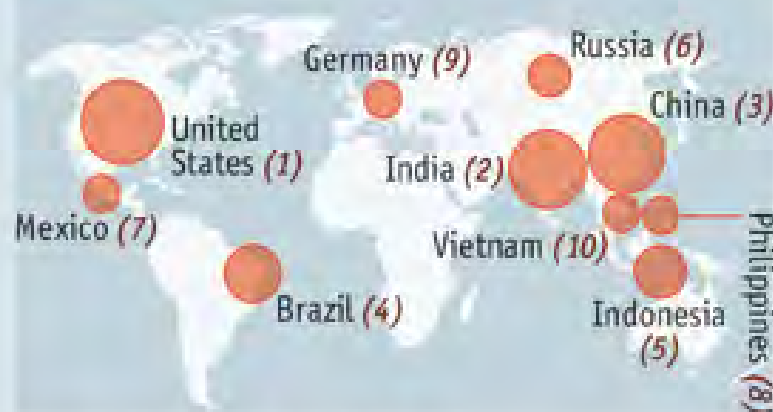 Germany (9)
Russia (6)
China (3)
United
States (1)
India (2)
Mexico (7)
Vietnam (10)
Philippines (8)
Brazil (4)
Indonesia
(5)